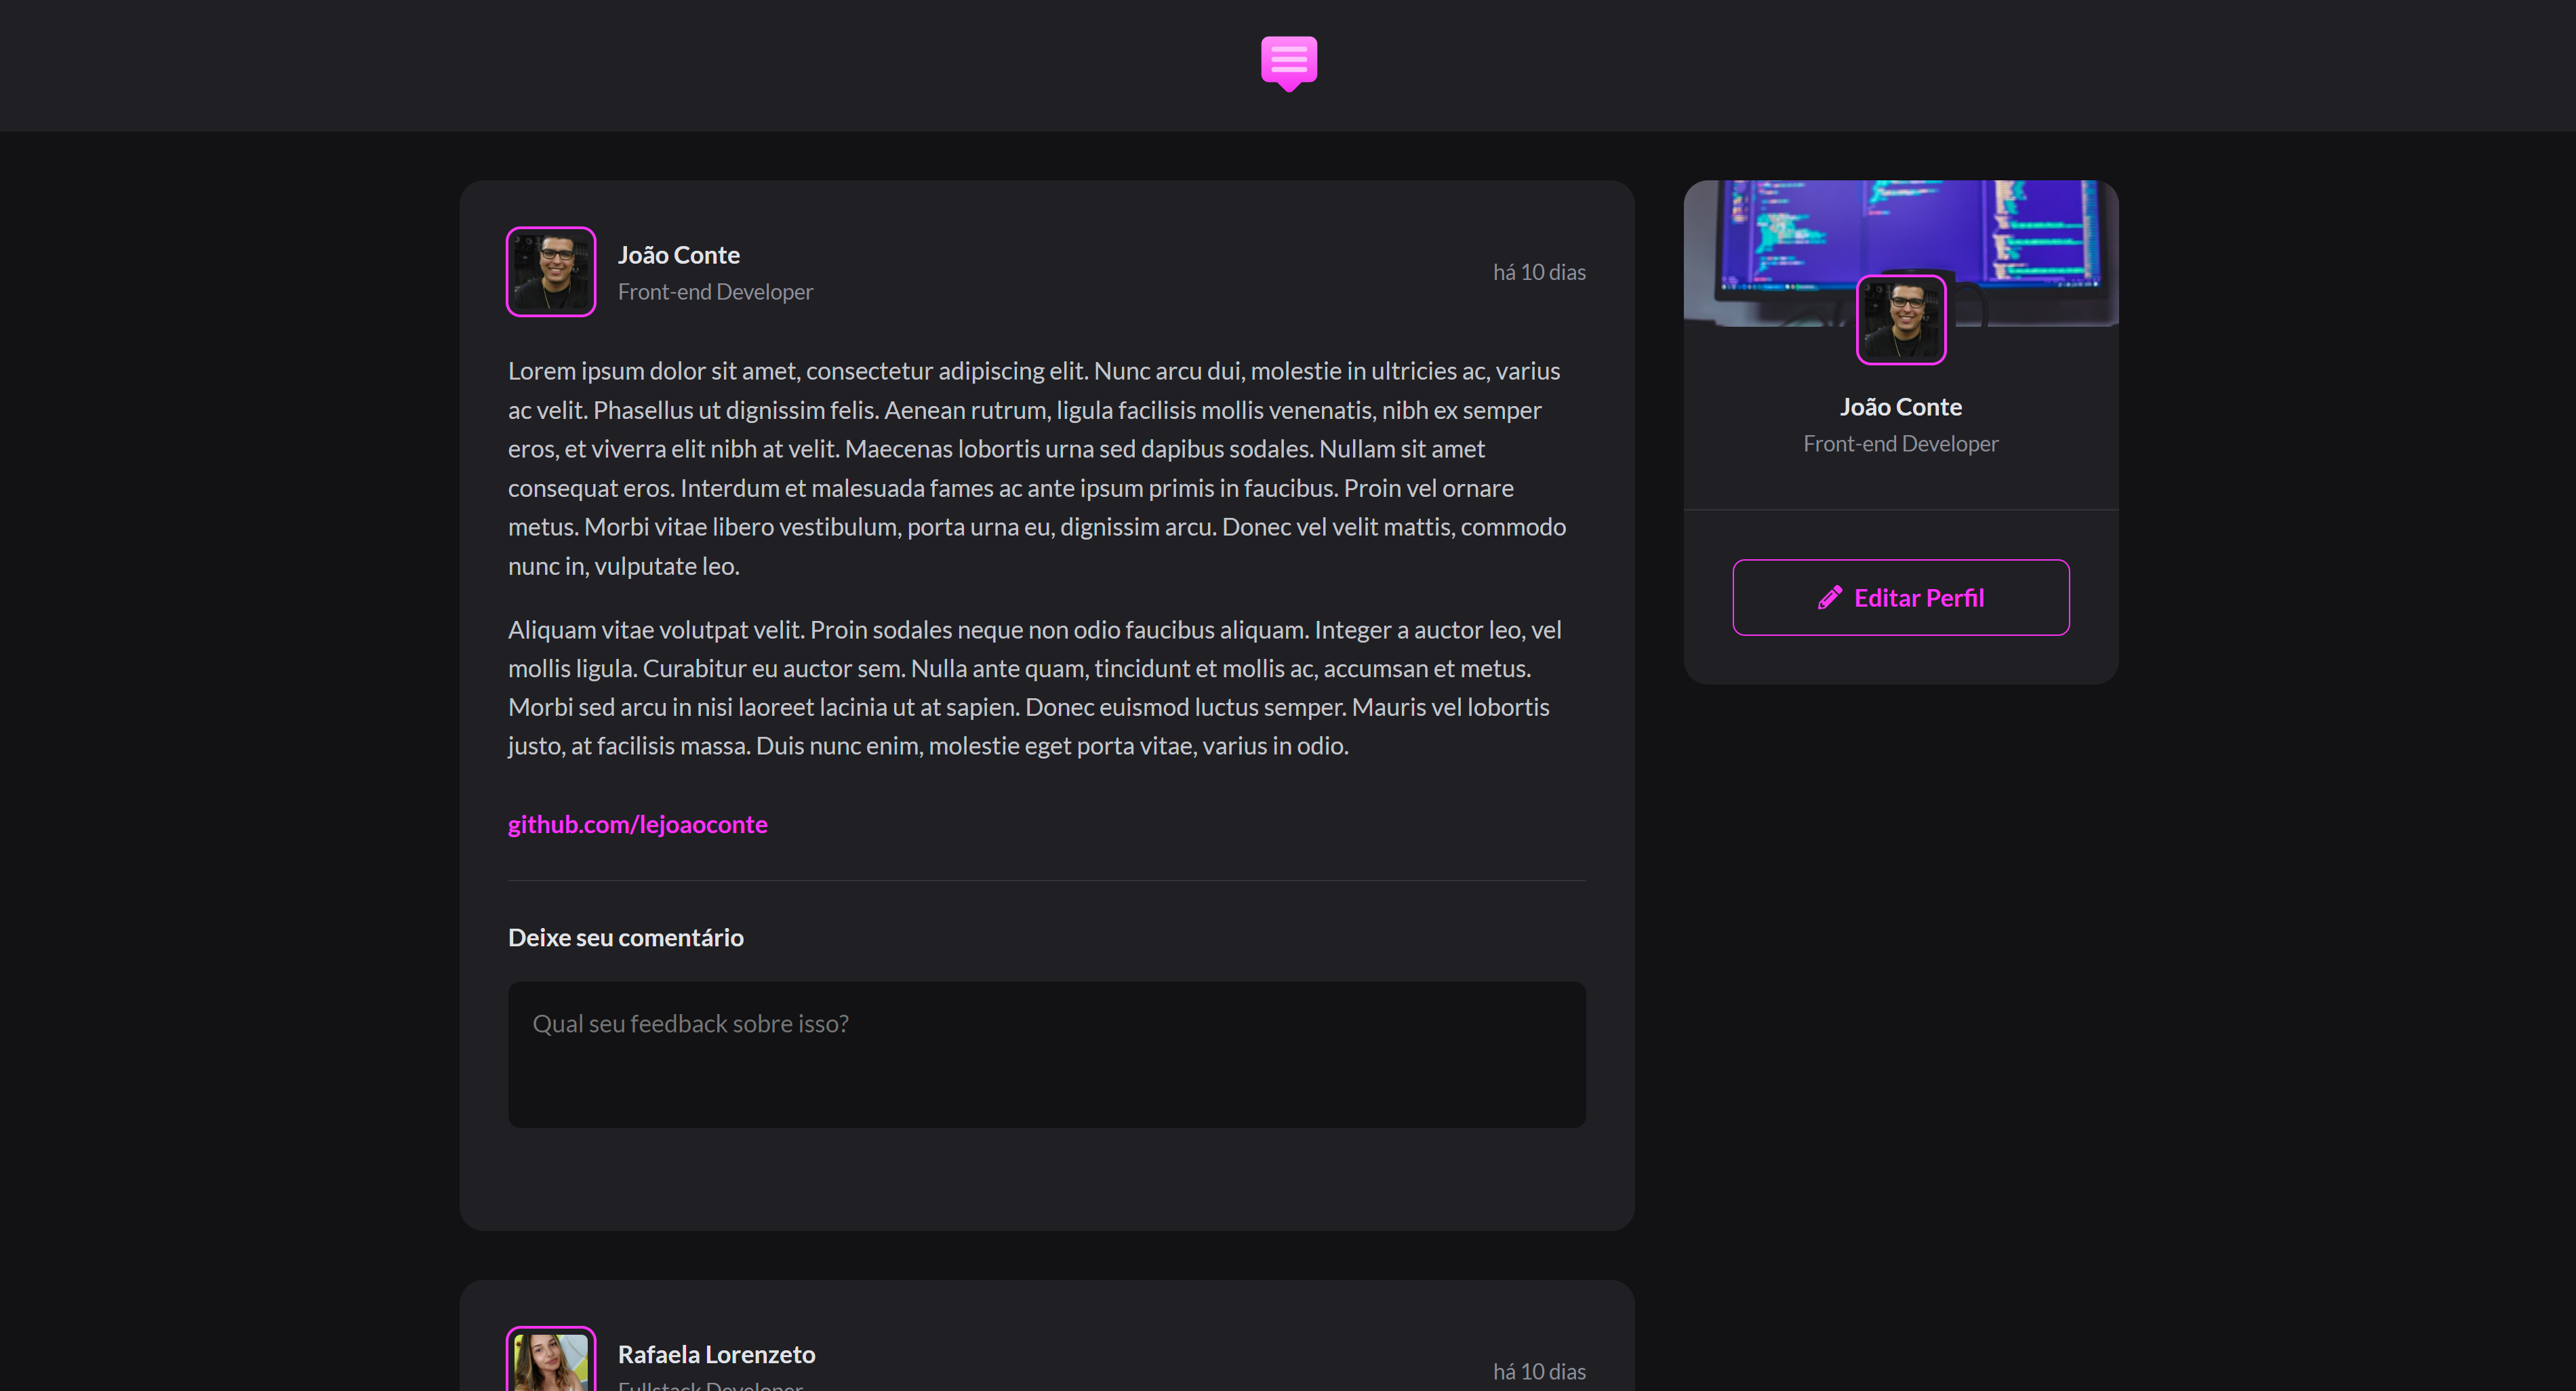 João Conte
Front-end Developer
há 10 dias
Lorem ipsum dolor sit amet, consectetur adipiscing elit. Nunc arcu dui, molestie in ultricies ac, varius
ac velit. Phasellus ut dignissim felis. Aenean rutrum, ligula facilisis mollis venenatis, nibh ex semper
eros, et viverra elit nibh at velit. Maecenas lobortis urna sed dapibus sodales. Nullam sit amet
consequat eros. Interdum et malesuada fames ac ante ipsum primis in faucibus. Proin vel ornare
metus. Morbi vitae libero vestibulum, porta urna eu, dignissim arcu. Donec vel velit mattis, commodo
nunc in, vulputate leo.
Aliquam vitae volutpat velit. Proin sodales neque non odio faucibus aliquam. Integer a auctor leo, vel
mollis ligula. Curabitur eu auctor sem. Nulla ante quam, tincidunt et mollis ac, accumsan et metus.
Morbi sed arcu in nisi laoreet lacinia ut at sapien. Donec euismod luctus semper. Mauris vel lobortis
justo, at facilisis massa. Duis nunc enim, molestie eget porta vitae, varius in odio.
github.com/lejoaoconte
Deixe seu comentário
Qual seu feedback sobre isso?
Rafaela Lorenzeto
Fullstack Developer
há 10 dias
João Conte
Front-end Developer
Editar Perfil